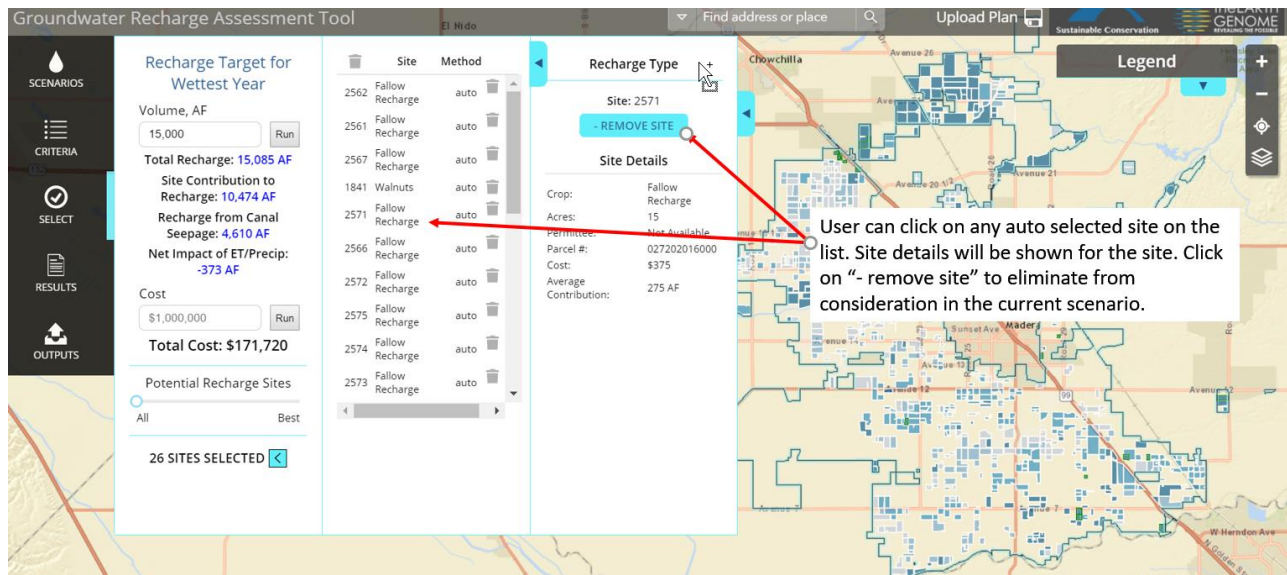 Groundwater Recharge Assessment Tool
Find address or place
Upload Plan
Sustainable Conservation
GENOME
SCENARIOS
CRITERIA
SELECT
RESULTS
OUTPUTS
Recharge Target for
Wettest Year
Volume, AF
15,000
Run
Total Recharge: 15,085 AF
Site Contribution to
Recharge: 10,474 AF
Recharge from Canal
Seepage: 4,610 AF
Net Impact of ET/Precip:
-373 AF
Cost
$1,000,000
Run
Total Cost: $171,720
Potential Recharge Sites
All
Best
26 SITES SELECTED
Site Method
2562 Fallow Recharge auto
2561 Fallow Recharge auto
2567 Fallow Recharge auto
1841 Walnuts auto
2571 Fallow Recharge auto
2566 Fallow Recharge auto
2572 Fallow Recharge auto
2575 Fallow Recharge auto
2574 Fallow Recharge auto
2573 Fallow Recharge auto
Recharge Type
Site: 2571
- REMOVE SITE
Site Details
Crop: Fallow Recharge
Acres: 15
Permittee: Not Available
Parcel #: 027202016000
Cost: $375
Average Contribution: 275 AF
Legend
User can click on any auto selected site on the
list. Site details will be shown for the site. Click
on “- remove site” to eliminate from
consideration in the current scenario.
El Nido
Chowchilla
Avenue 26
Avenue 21
Avenue 20 1/2
Road 26
Sunset Ave
Madera
Avenue 13
Avenue 12
Avenue 12
99
Avenue 7
W Herndon Ave